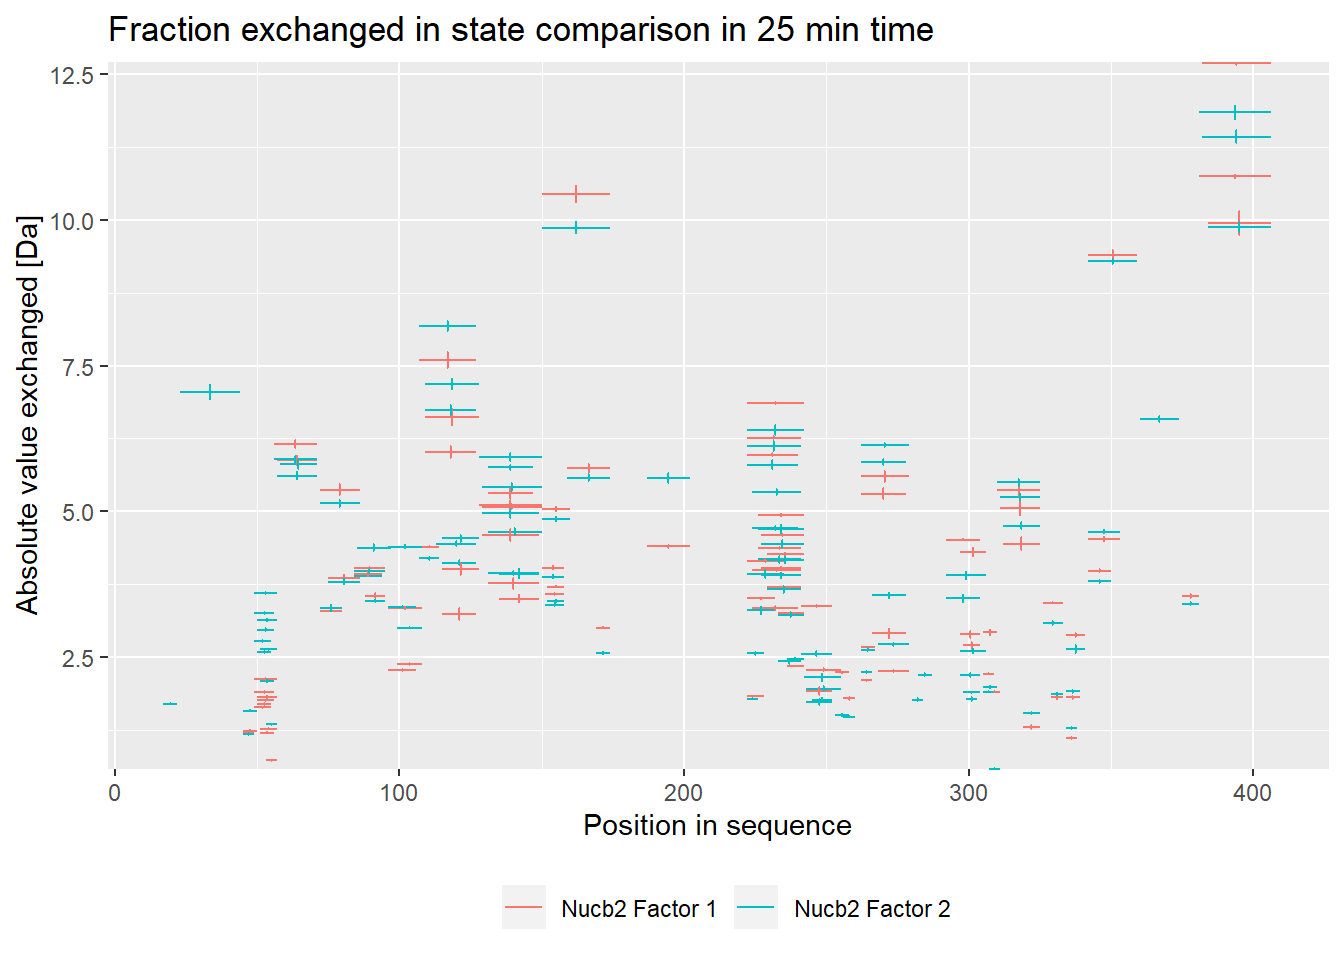 Fraction exchanged in state comparison in 25 min time
Absolute value exchanged [Da]
12.5
10.0
7.5
5.0
2.5
0 100 200 300 400
Position in sequence
Nucb2 Factor 1 Nucb2 Factor 2